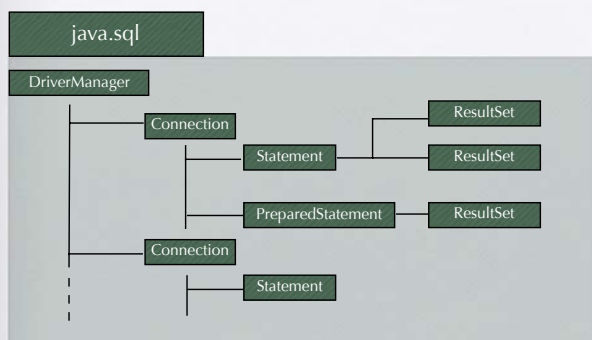 java.sql
DriverManager
Connection
Statement
ResultSet
ResultSet
PreparedStatement
ResultSet
Connection
Statement